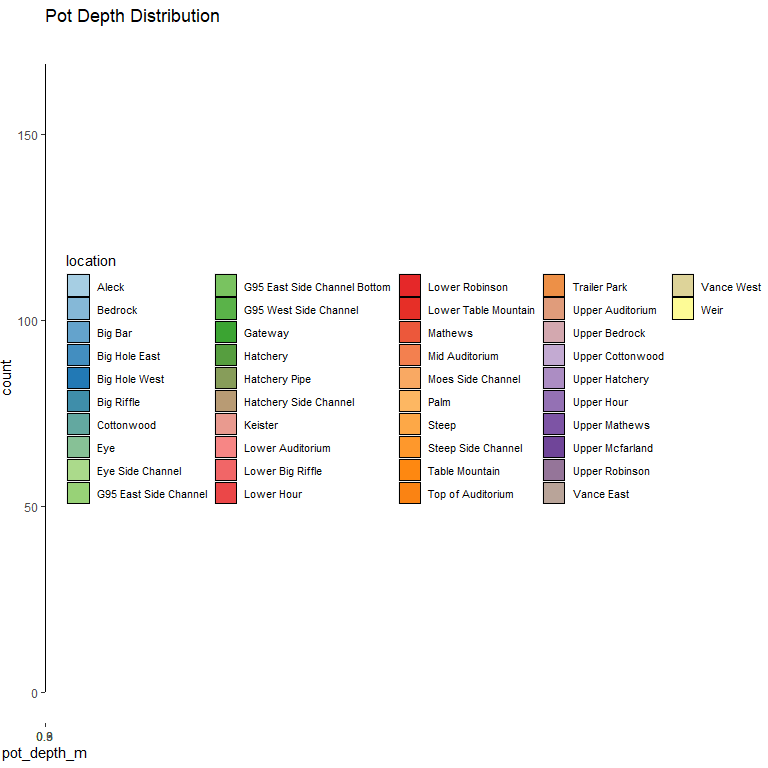 Pot Depth Distribution
150
100
50
0
count
location
Aleck
Bedrock
Big Bar
Big Hole East
Big Hole West
Big Riffle
Cottonwood
Eye
Eye Side Channel
G95 East Side Channel
G95 East Side Channel Bottom
G95 West Side Channel
Gateway
Hatchery
Hatchery Pipe
Hatchery Side Channel
Keister
Lower Auditorium
Lower Big Riffle
Lower Hour
Lower Robinson
Lower Table Mountain
Mathews
Mid Auditorium
Moes Side Channel
Palm
Steep
Steep Side Channel
Table Mountain
Top of Auditorium
Trailer Park
Upper Auditorium
Upper Bedrock
Upper Cottonwood
Upper Hatchery
Upper Hour
Upper Mathews
Upper Mcfarland
Upper Robinson
Vance East
Vance West
Weir
pot_depth_m